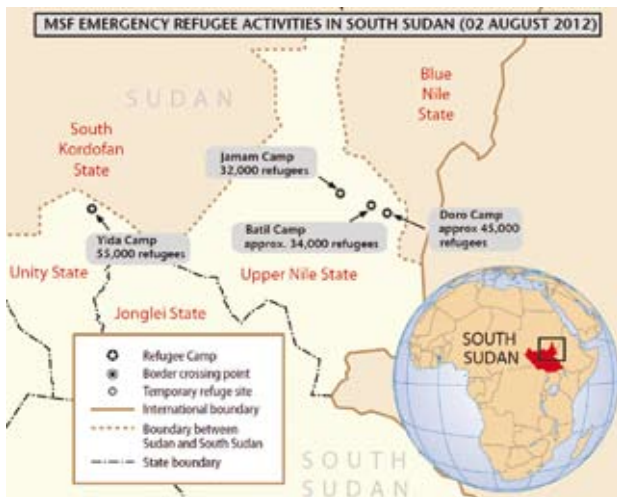 MSF EMERGENCY REFUGEE ACTIVITIES IN SOUTH SUDAN (02 AUGUST 2012)
SUDAN
Blue
Nile
State
South
Kordofan
State
Jamam Camp
32,000 refugees
Yida Camp
55,000 refugees
Batil Camp
approx. 34,000 refugees
Doro Camp
approx 45,000
refugees
Unity State
Upper Nile State
Jonglei State
Refugee Camp
Border crossing point
Temporary refuge site
International boundary
Boundary between
Sudan and South Sudan
State boundary
SOUTH
SUDAN
SOUTH
SUDAN